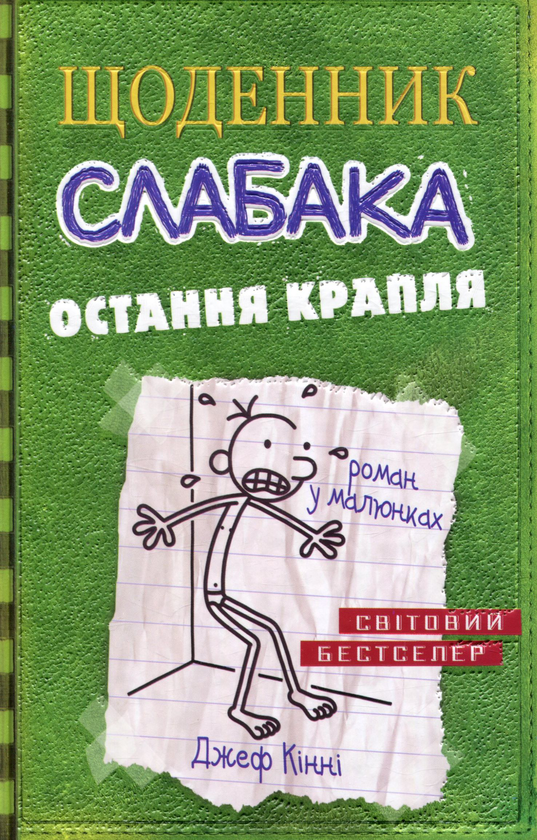 ЩОДЕННИК
СЛАБАКА
ОСТАННЯ КРАПЛЯ
роман
у малюнках
СВІТОВИЙ
БЕСТСЕЛЕР
Джеф Кінні